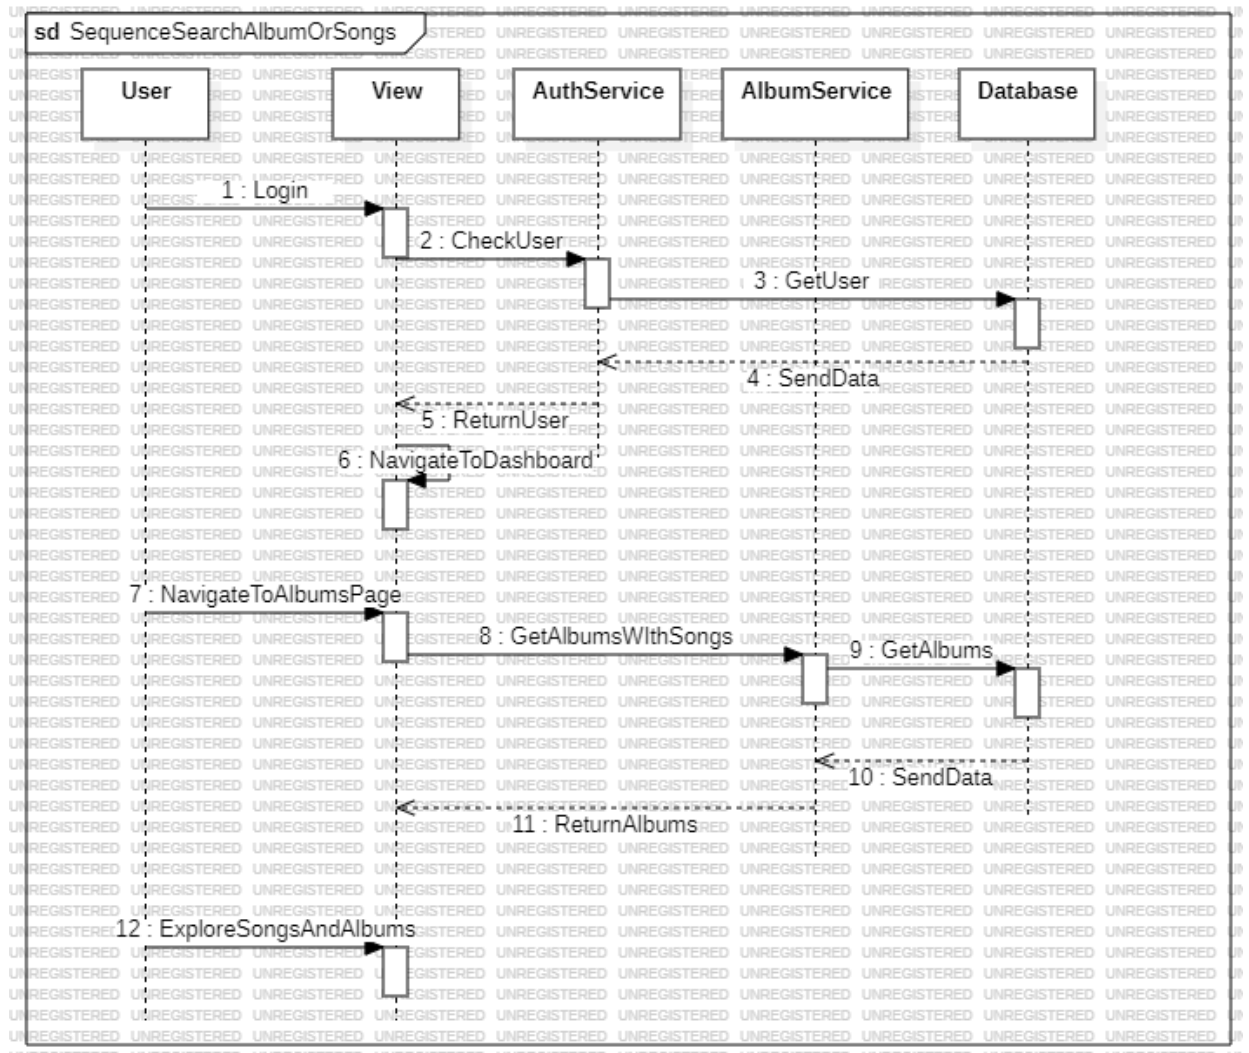 sd SequenceSearchAlbumOrSongs
User View AuthService AlbumService Database
1 : Login
2 : CheckUser
3 : GetUser
4 : SendData
5 : ReturnUser
6 : NavigateToDashboard
7 : NavigateToAlbumsPage
8 : GetAlbumsWIthSongs
9 : GetAlbums
10 : SendData
11 : ReturnAlbums
12 : ExploreSongsAndAlbums
UNREGISTERED